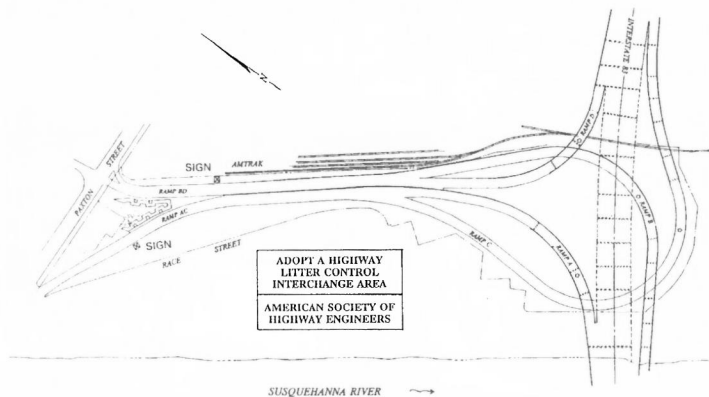 INTERSTATE 83
N
RAMP D
PAXTON STREET
SIGN
AMTRAK
RAMP BD
RAMP B
RAMP AC
SIGN
RACE STREET
RAMP C
RAMP A
ADOPT A HIGHWAY
LITTER CONTROL
INTERCHANGE AREA
AMERICAN SOCIETY OF
HIGHWAY ENGINEERS
SUSQUEHANNA RIVER